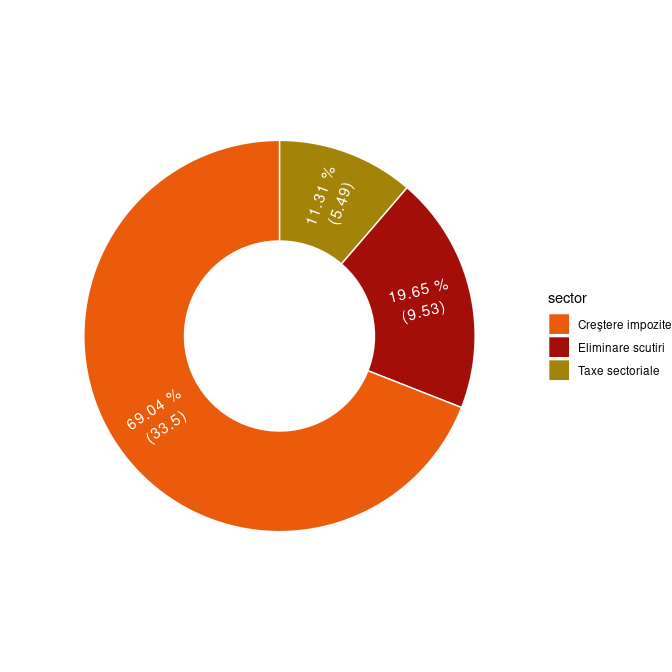 11.31 %
(5.49)
19.65 %
(9.53)
69.04 %
(33.5)
sector
Creştere impozite
Eliminare scutiri
Taxe sectoriale